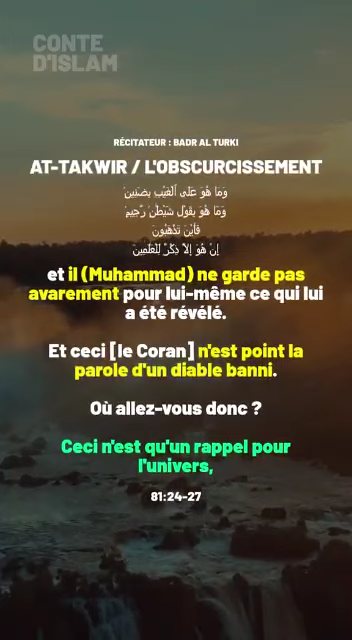 CONTE
D'ISLAM
RÉCITATEUR : BADR AL TURKI
AT-TAKWIR / L'OBSCURCISSEMENT
وَمَا هُوَ عَلَى ٱلْغَيْبِ بِضَنِينٍ
وَمَا هُوَ بِقَوْلِ شَيْطَٰنٍ رَّجِيمٍ
فَأَيْنَ تَذْهَبُونَ
إِنْ هُوَ إِلَّا ذِكْرٌ لِّلْعَٰلَمِينَ
et il (Muhammad) ne garde pas
avarement pour lui-même ce qui lui
a été révélé.
Et ceci [le Coran] n'est point la
parole d'un diable banni.
Où allez-vous donc ?
Ceci n'est qu'un rappel pour
l'univers,
81:24-27